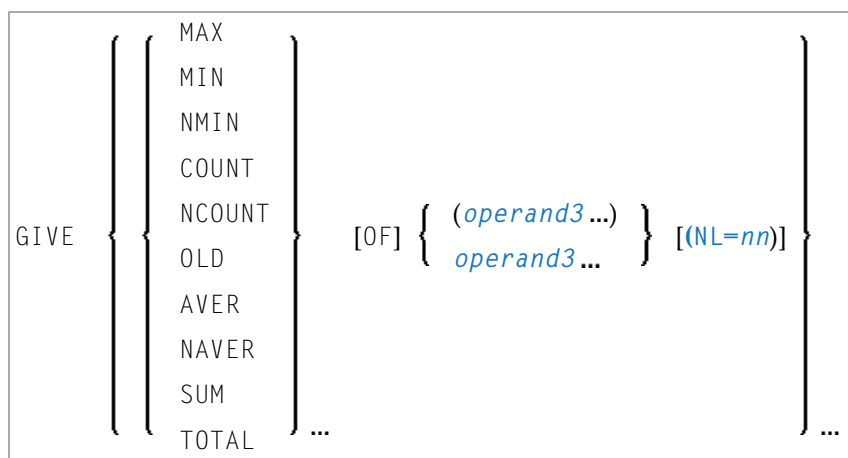 MAX
MIN
NMIN
COUNT
(operand3 ...)
GIVE NCOUNT [OF] [(NL=nn)]
OLD
operand3 ...
AVER
NAVER
SUM
TOTAL ... ...